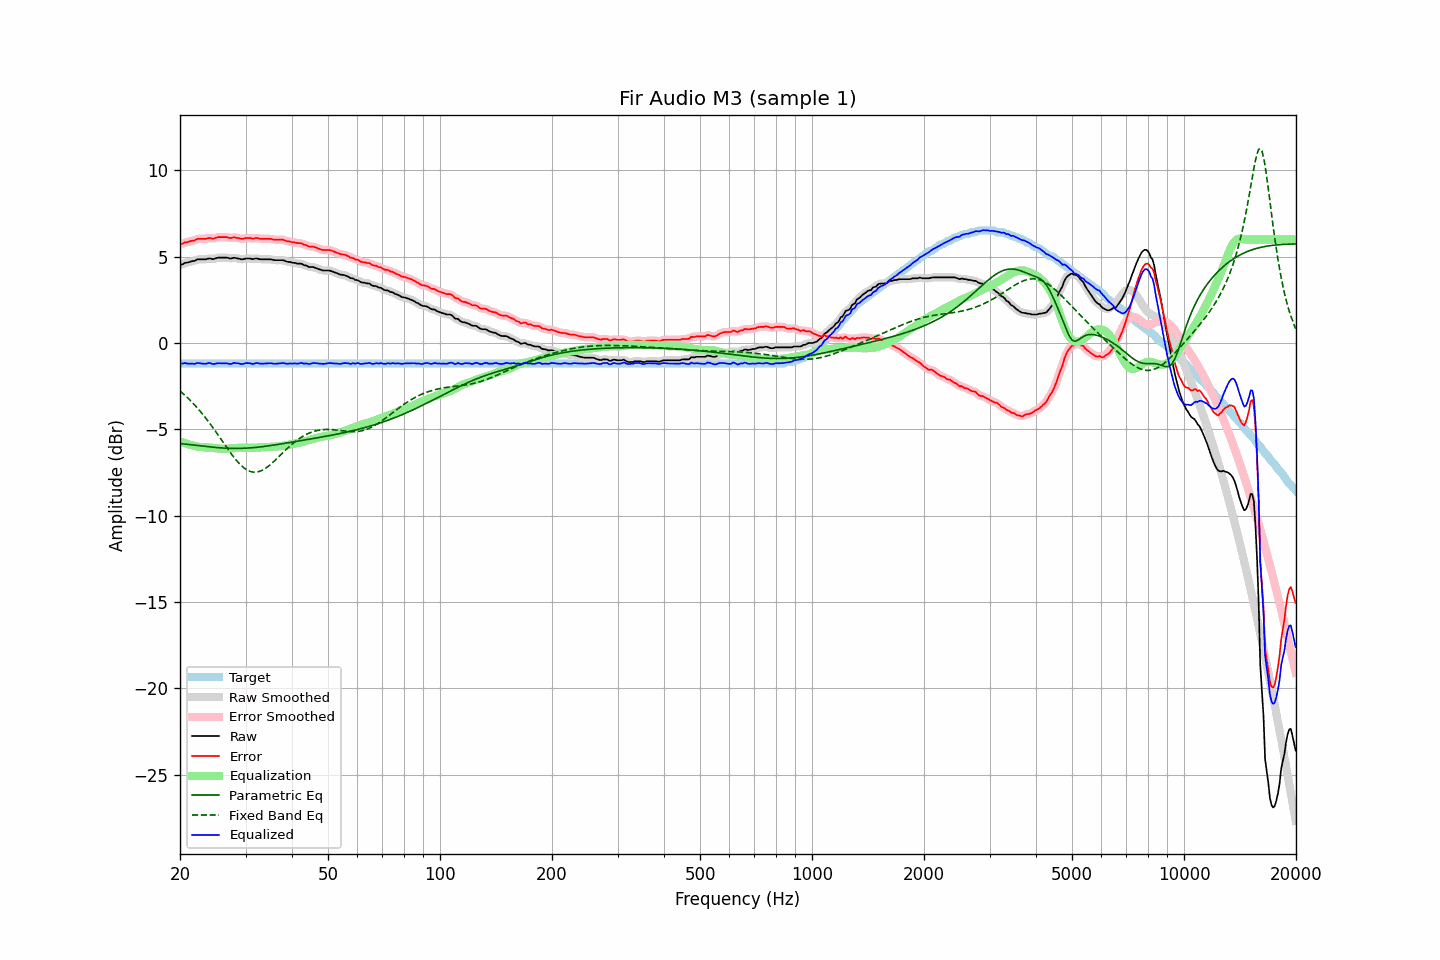 Fir Audio M3 (sample 1)
10
5
0
−5
−10
−15
−20
−25
Amplitude (dBr)
Target
Raw Smoothed
Error Smoothed
Raw
Error
Equalization
Parametric Eq
Fixed Band Eq
Equalized
20 50 100 200 500 1000 2000 5000 10000 20000
Frequency (Hz)